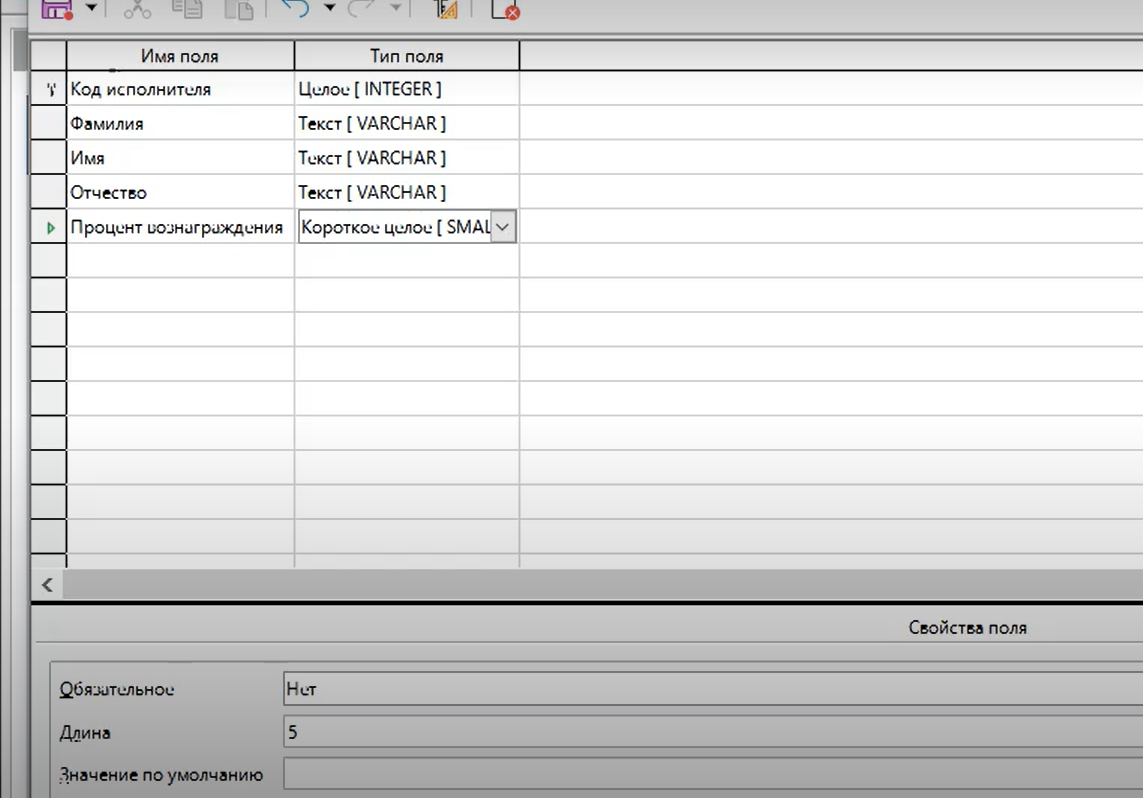 Имя поля Тип поля
Код исполнителя Целое [ INTEGER ]
Фамилия Текст [ VARCHAR ]
Имя Текст [ VARCHAR ]
Отчество Текст [ VARCHAR ]
Процент вознаграждения Короткое целое [ SMAL
Свойства поля
Обязательное Нет
Длина 5
Значение по умолчанию